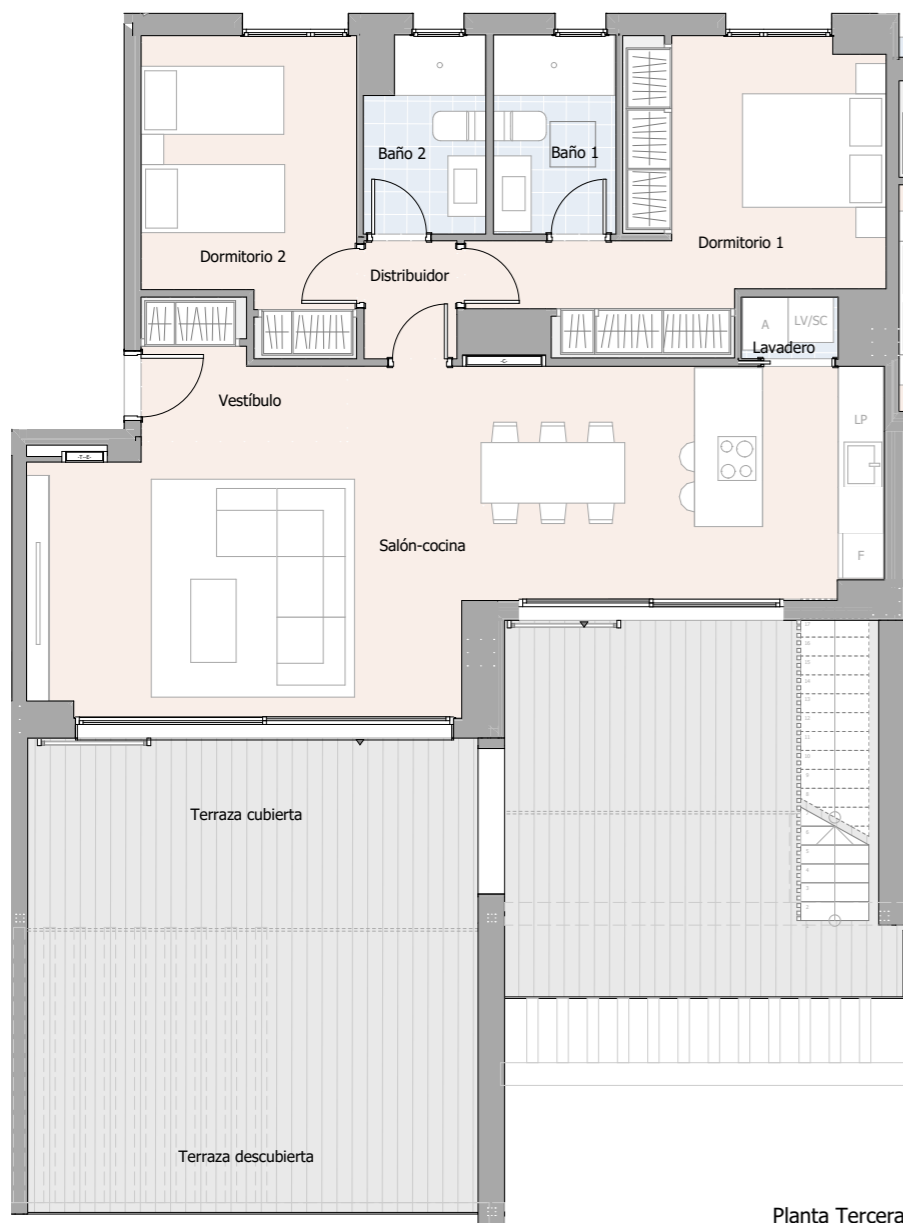 Baño 2
Baño 1
Dormitorio 2
Dormitorio 1
Distribuidor
A
LV/SC
Lavadero
-C-
Vestíbulo
LP
-T-E-
Salón-cocina
F
Terraza cubierta
Terraza descubierta
Planta Tercera